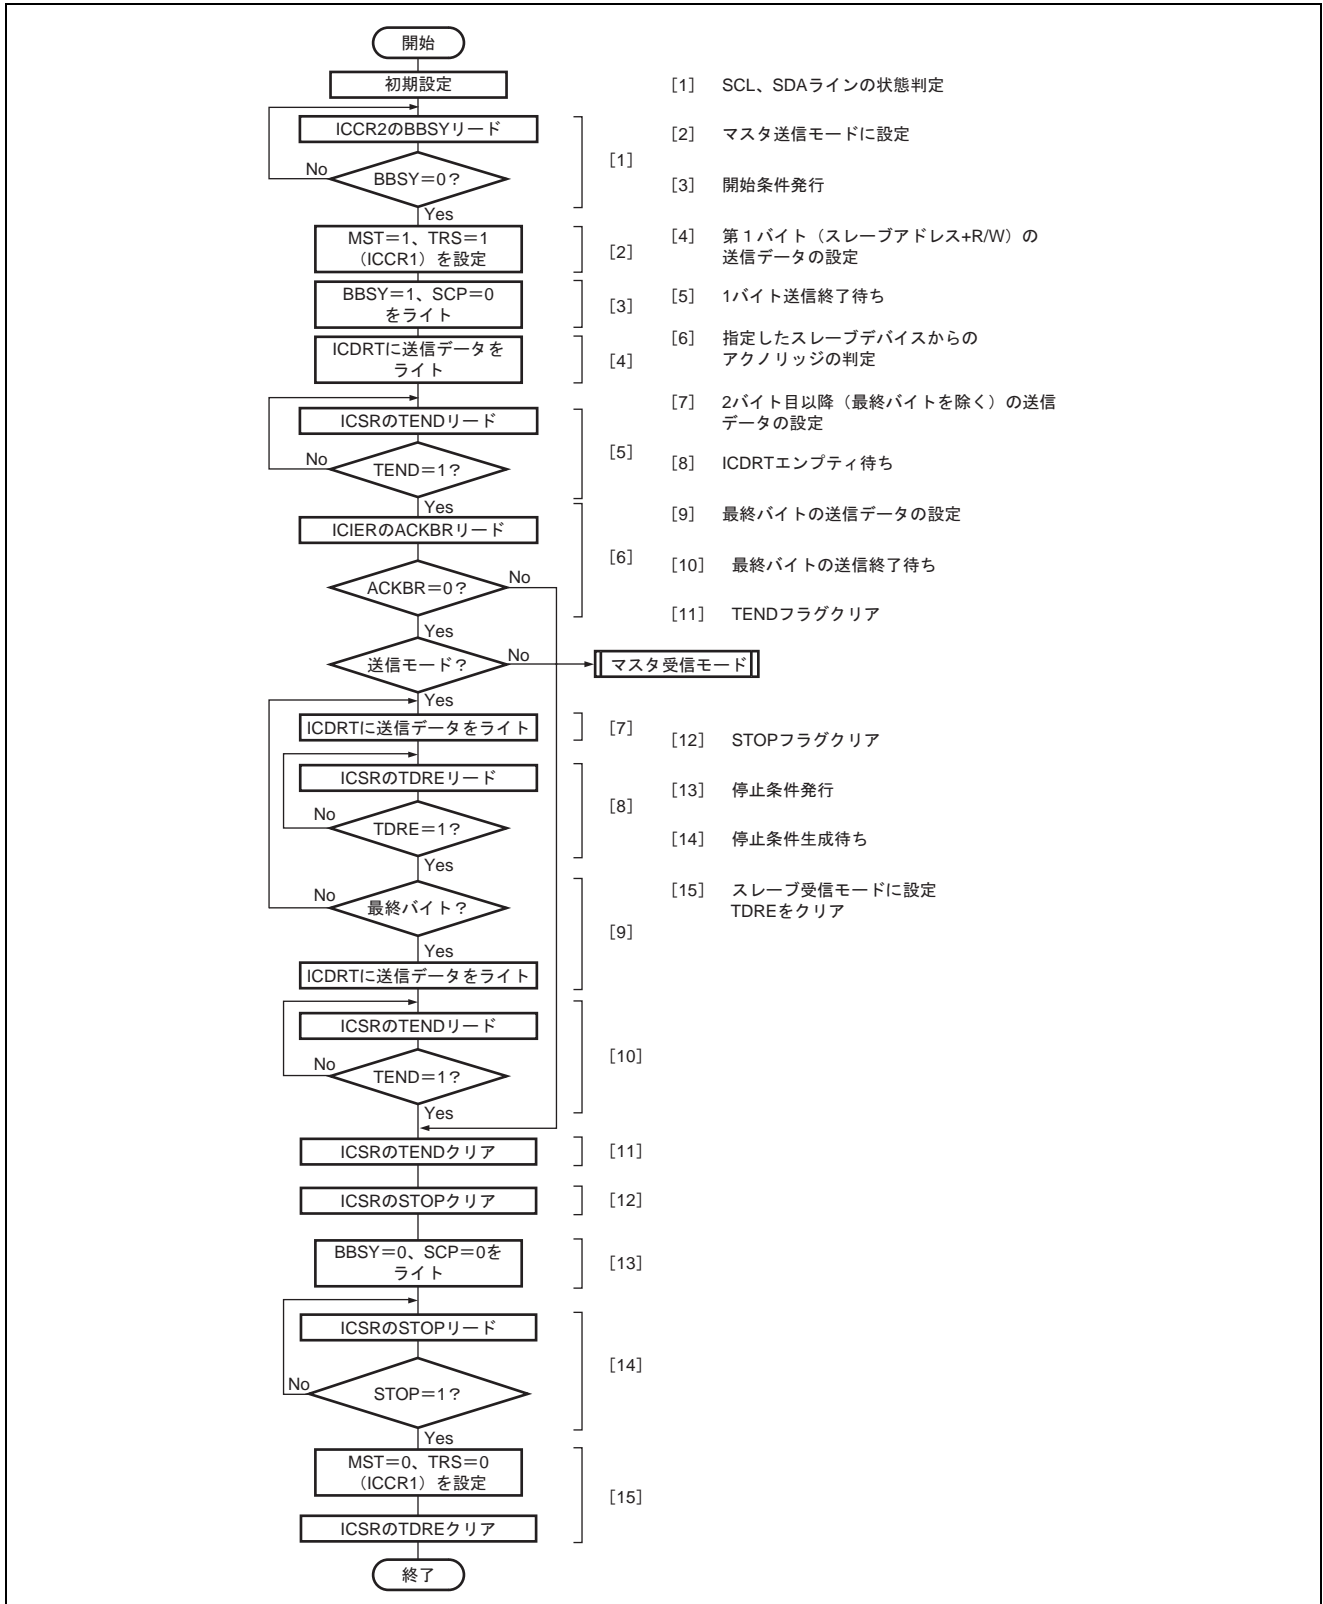 開始
初期設定
ICCR2のBBSYリード
BBSY＝0？
No
Yes
[1]
MST＝1、TRS＝1
（ICCR1）を設定
[2]
BBSY＝1、SCP＝0
をライト
[3]
ICDRTに送信データを
ライト
[4]
ICSRのTENDリード
TEND＝1？
No
Yes
[5]
ICIERのACKBRリード
ACKBR＝0？
No
Yes
[6]
送信モード？
No
マスタ受信モード
Yes
ICDRTに送信データをライト
[7]
ICSRのTDREリード
TDRE＝1？
No
Yes
[8]
最終バイト？
No
Yes
ICDRTに送信データをライト
[9]
ICSRのTENDリード
TEND＝1？
No
Yes
[10]
ICSRのTENDクリア
[11]
ICSRのSTOPクリア
[12]
BBSY＝0、SCP＝0を
ライト
[13]
ICSRのSTOPリード
STOP＝1？
No
Yes
[14]
MST＝0、TRS＝0
（ICCR1）を設定
ICSRのTDREクリア
[15]
終了
[1] SCL、SDAラインの状態判定
[2] マスタ送信モードに設定
[3] 開始条件発行
[4] 第１バイト（スレーブアドレス+R/W）の
送信データの設定
[5] 1バイト送信終了待ち
[6] 指定したスレーブデバイスからの
アクノリッジの判定
[7] 2バイト目以降（最終バイトを除く）の送信
データの設定
[8] ICDRTエンプティ待ち
[9] 最終バイトの送信データの設定
[10] 最終バイトの送信終了待ち
[11] TENDフラグクリア
[12] STOPフラグクリア
[13] 停止条件発行
[14] 停止条件生成待ち
[15] スレーブ受信モードに設定
TDREをクリア